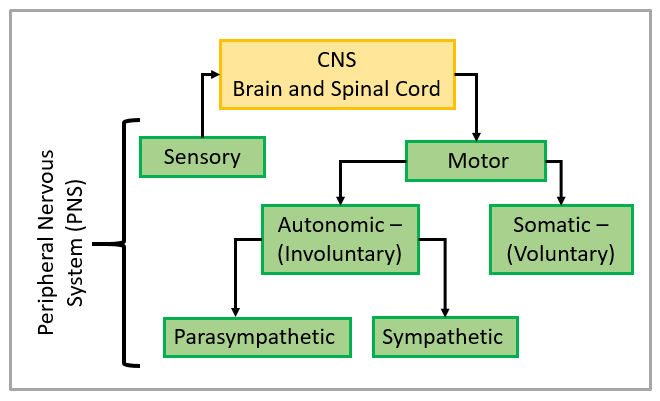 CNS
Brain and Spinal Cord
Sensory
Motor
Peripheral Nervous
System (PNS)
Autonomic –
(Involuntary)
Somatic –
(Voluntary)
Parasympathetic
Sympathetic